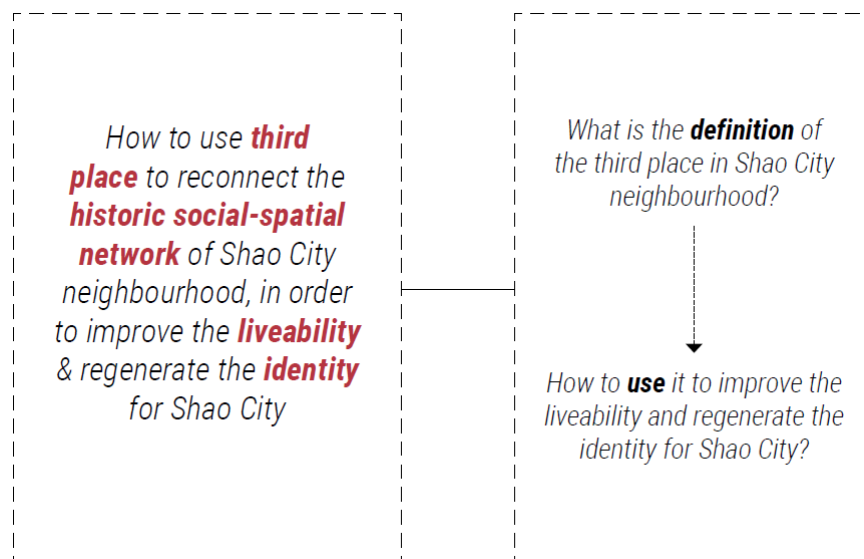 How to use third
place to reconnect the
historic social-spatial
network of Shao City
neighbourhood, in order
to improve the liveability
& regenerate the identity
for Shao City
What is the definition of
the third place in Shao City
neighbourhood?
How to use it to improve the
liveability and regenerate the
identity for Shao City?